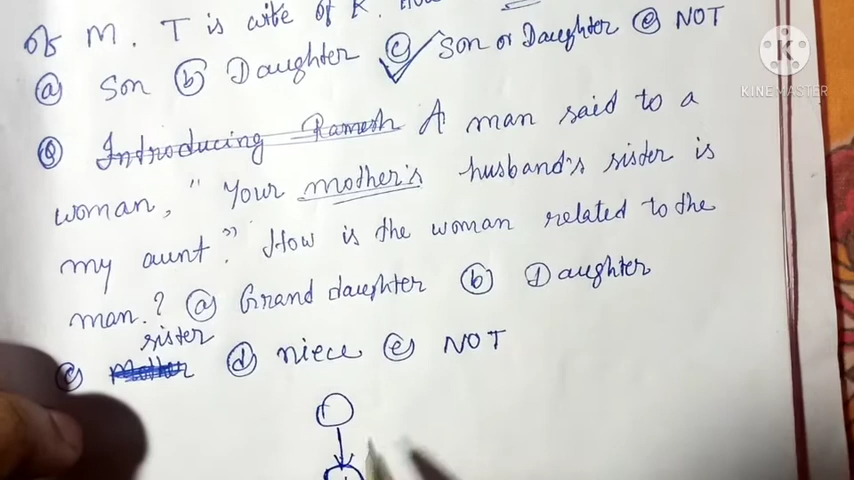 of M. T is wife of K.
ⓐ Son ⓑ Daughter ⓒ Son or Daughter ⓔ NOT
K
KINEMASTER
Ⓠ Introducing Ramesh A man said to a
woman, "Your mother's husband's sister is
my aunt". How is the woman related to the
man.? ⓐ Grand daughter ⓑ Daughter
sister
ⓒ Mother ⓓ niece ⓔ NOT